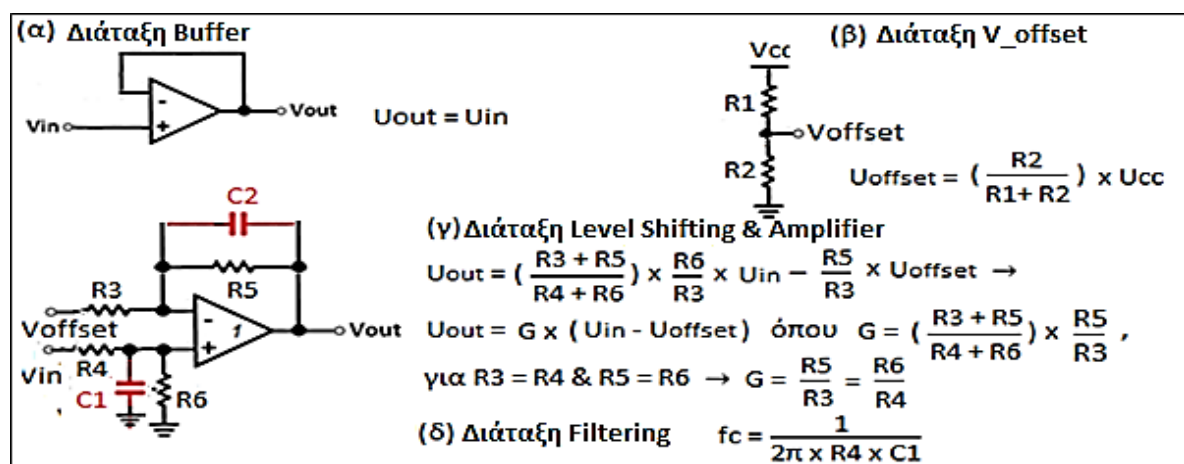 (α) Διάταξη Buffer
Vin
-
+
Vout
Uout = Uin
(β) Διάταξη V_offset
Vcc
R1
Voffset
R2
Uoffset = ( R2 / R1+ R2 ) x Ucc
C2
R5
R3
Voffset
R4
Vin
C1
R6
-
1
+
Vout
(γ) Διάταξη Level Shifting & Amplifier
Uout = ( R3 + R5 / R4 + R6 ) x R6 / R3 x Uin – R5 / R3 x Uoffset →
Uout = G x ( Uin - Uoffset ) όπου G = ( R3 + R5 / R4 + R6 ) x R5 / R3 ,
για R3 = R4 & R5 = R6 → G = R5 / R3 = R6 / R4
(δ) Διάταξη Filtering fc = 1 / 2π x R4 x C1